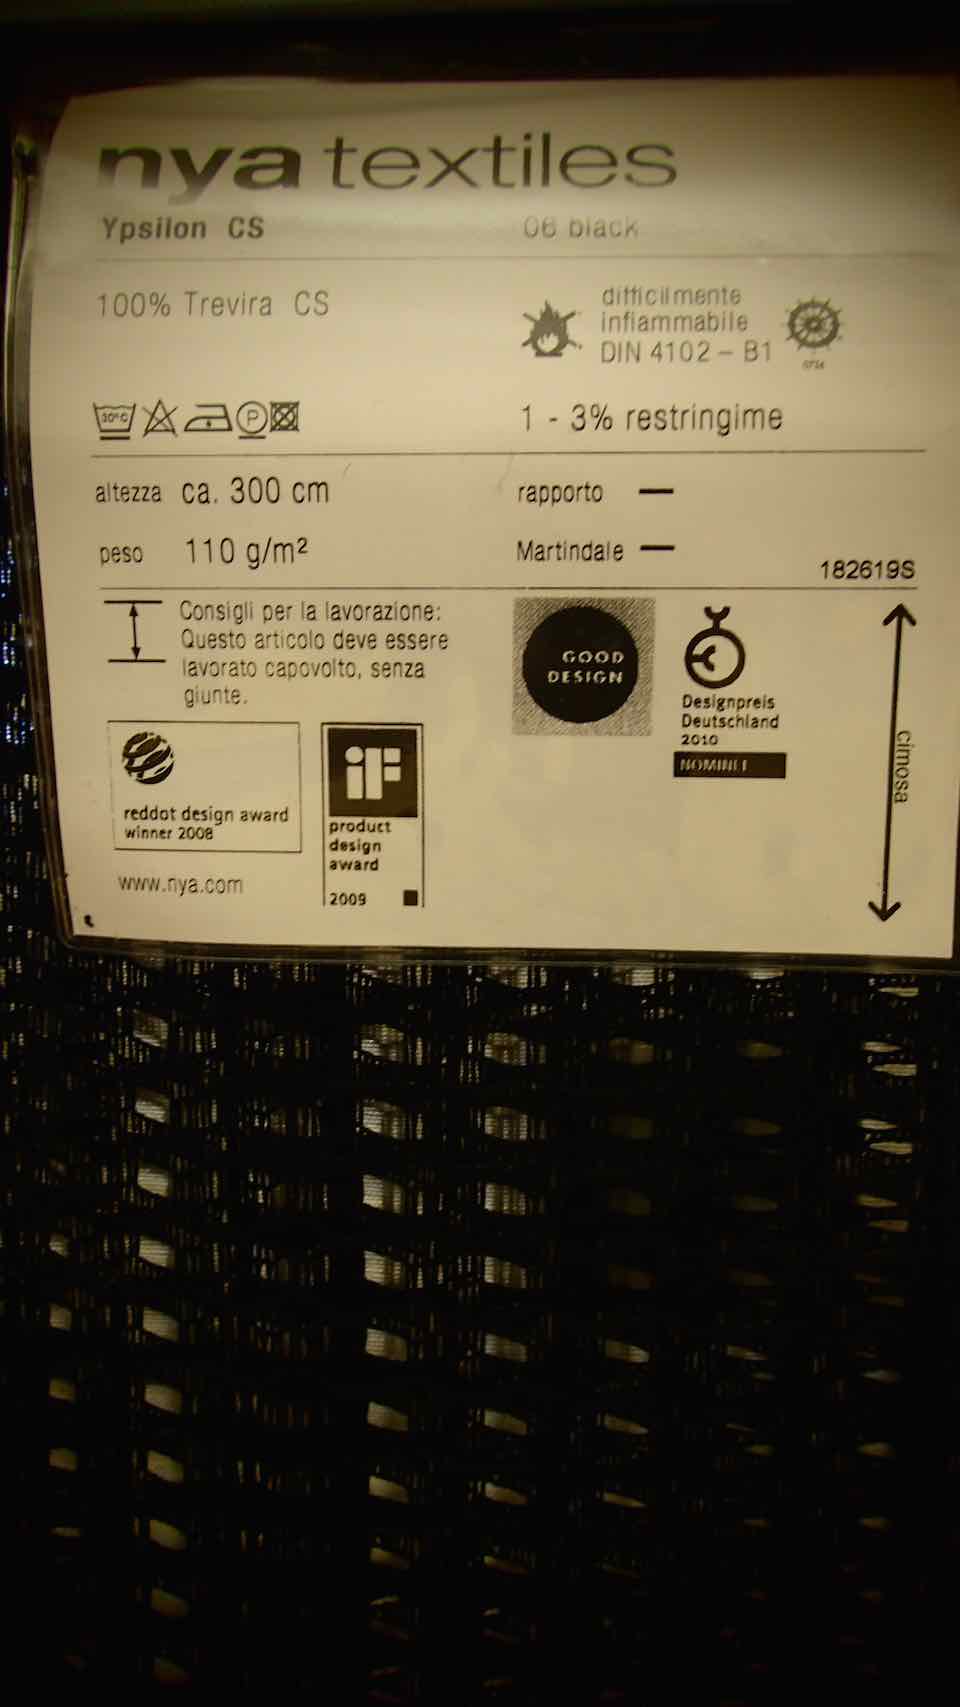 nya textiles
Ypsilon CS 06 black
100% Trevira CS
difficilmente
infiammabile
DIN 4102 – B1
30°C P
1 - 3% restringime
altezza ca. 300 cm
rapporto —
peso 110 g/m²
Martindale —
182619S
Consigli per la lavorazione:
Questo articolo deve essere
lavorato capovolto, senza
giunte.
GOOD
DESIGN
Designpreis
Deutschland
2010
NOMINEE
cimosa
reddot design award
winner 2008
iF
product
design
award
2009
www.nya.com